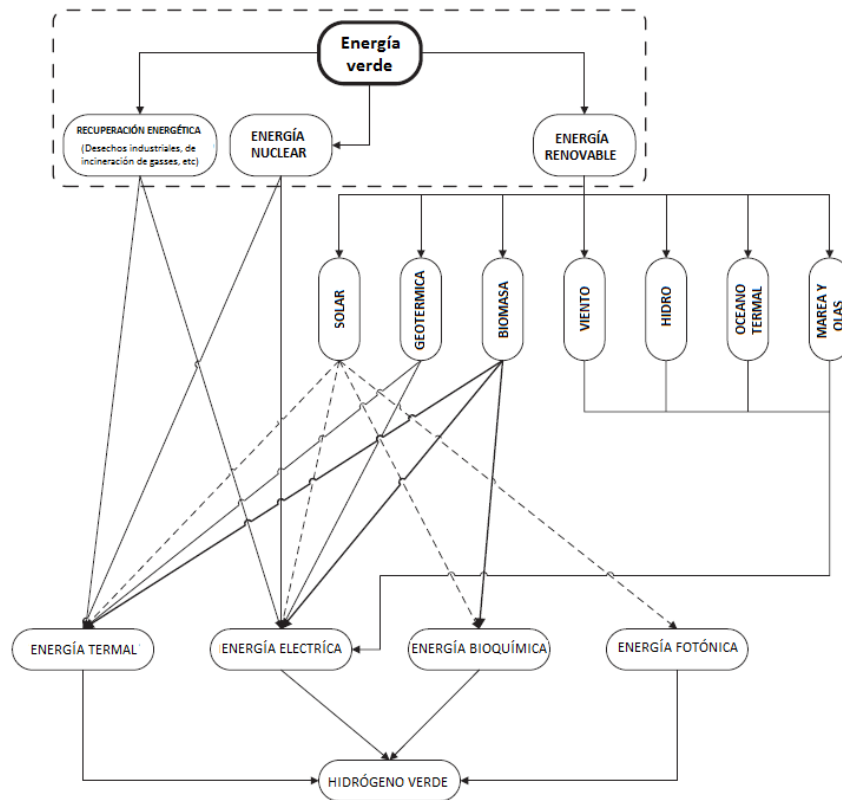 Energía
verde
RECUPERACIÓN ENERGÉTICA
(Desechos industriales, de
incineración de gasses, etc)
ENERGÍA
NUCLEAR
ENERGÍA
RENOVABLE
SOLAR
GEOTERMICA
BIOMASA
VIENTO
HIDRO
OCEANO
TERMAL
MAREA Y
OLAS
ENERGÍA TERMAL
ENERGÍA ELECTRÍCA
ENERGÍA BIOQUÍMICA
ENERGÍA FOTÓNICA
HIDRÓGENO VERDE